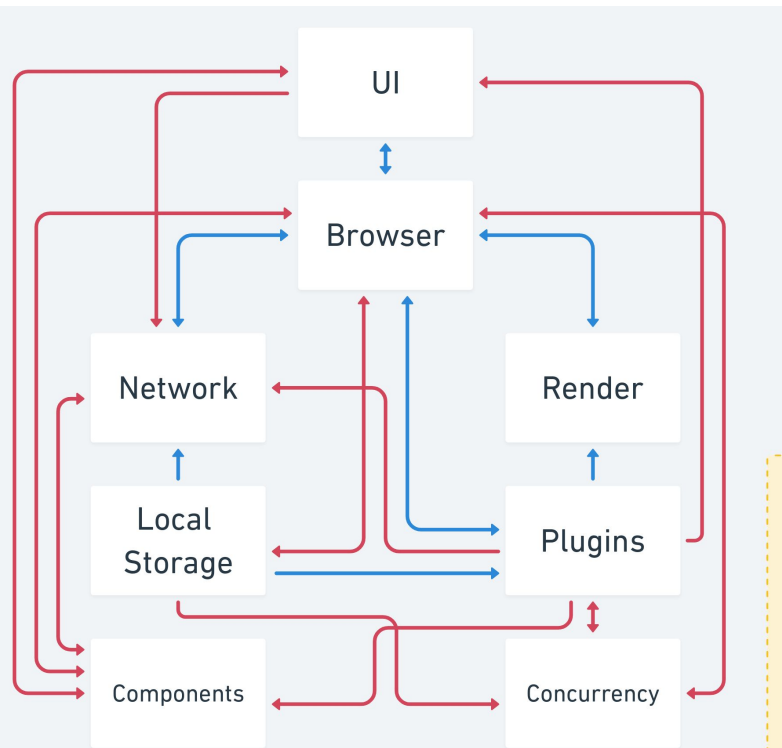 UI
Browser
Network
Render
Local
Storage
Plugins
Components
Concurrency